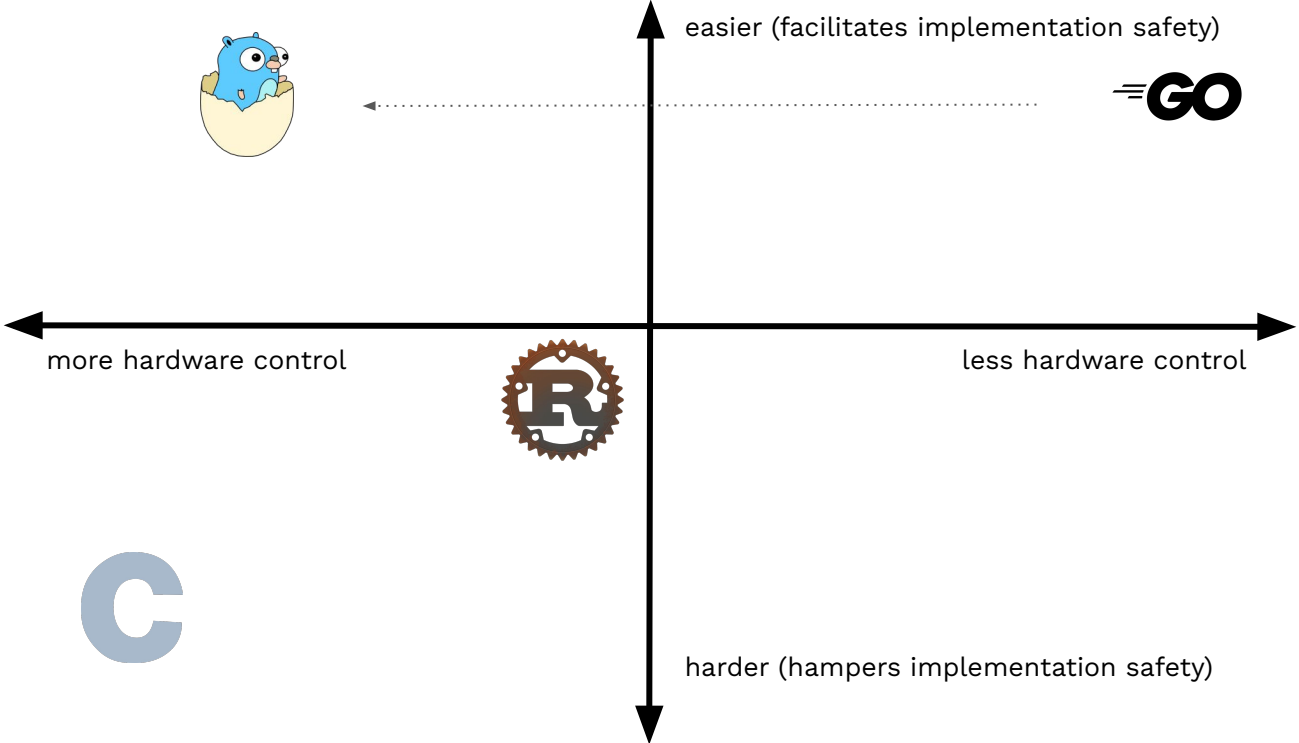 easier (facilitates implementation safety)
GO
more hardware control
less hardware control
R
C
harder (hampers implementation safety)